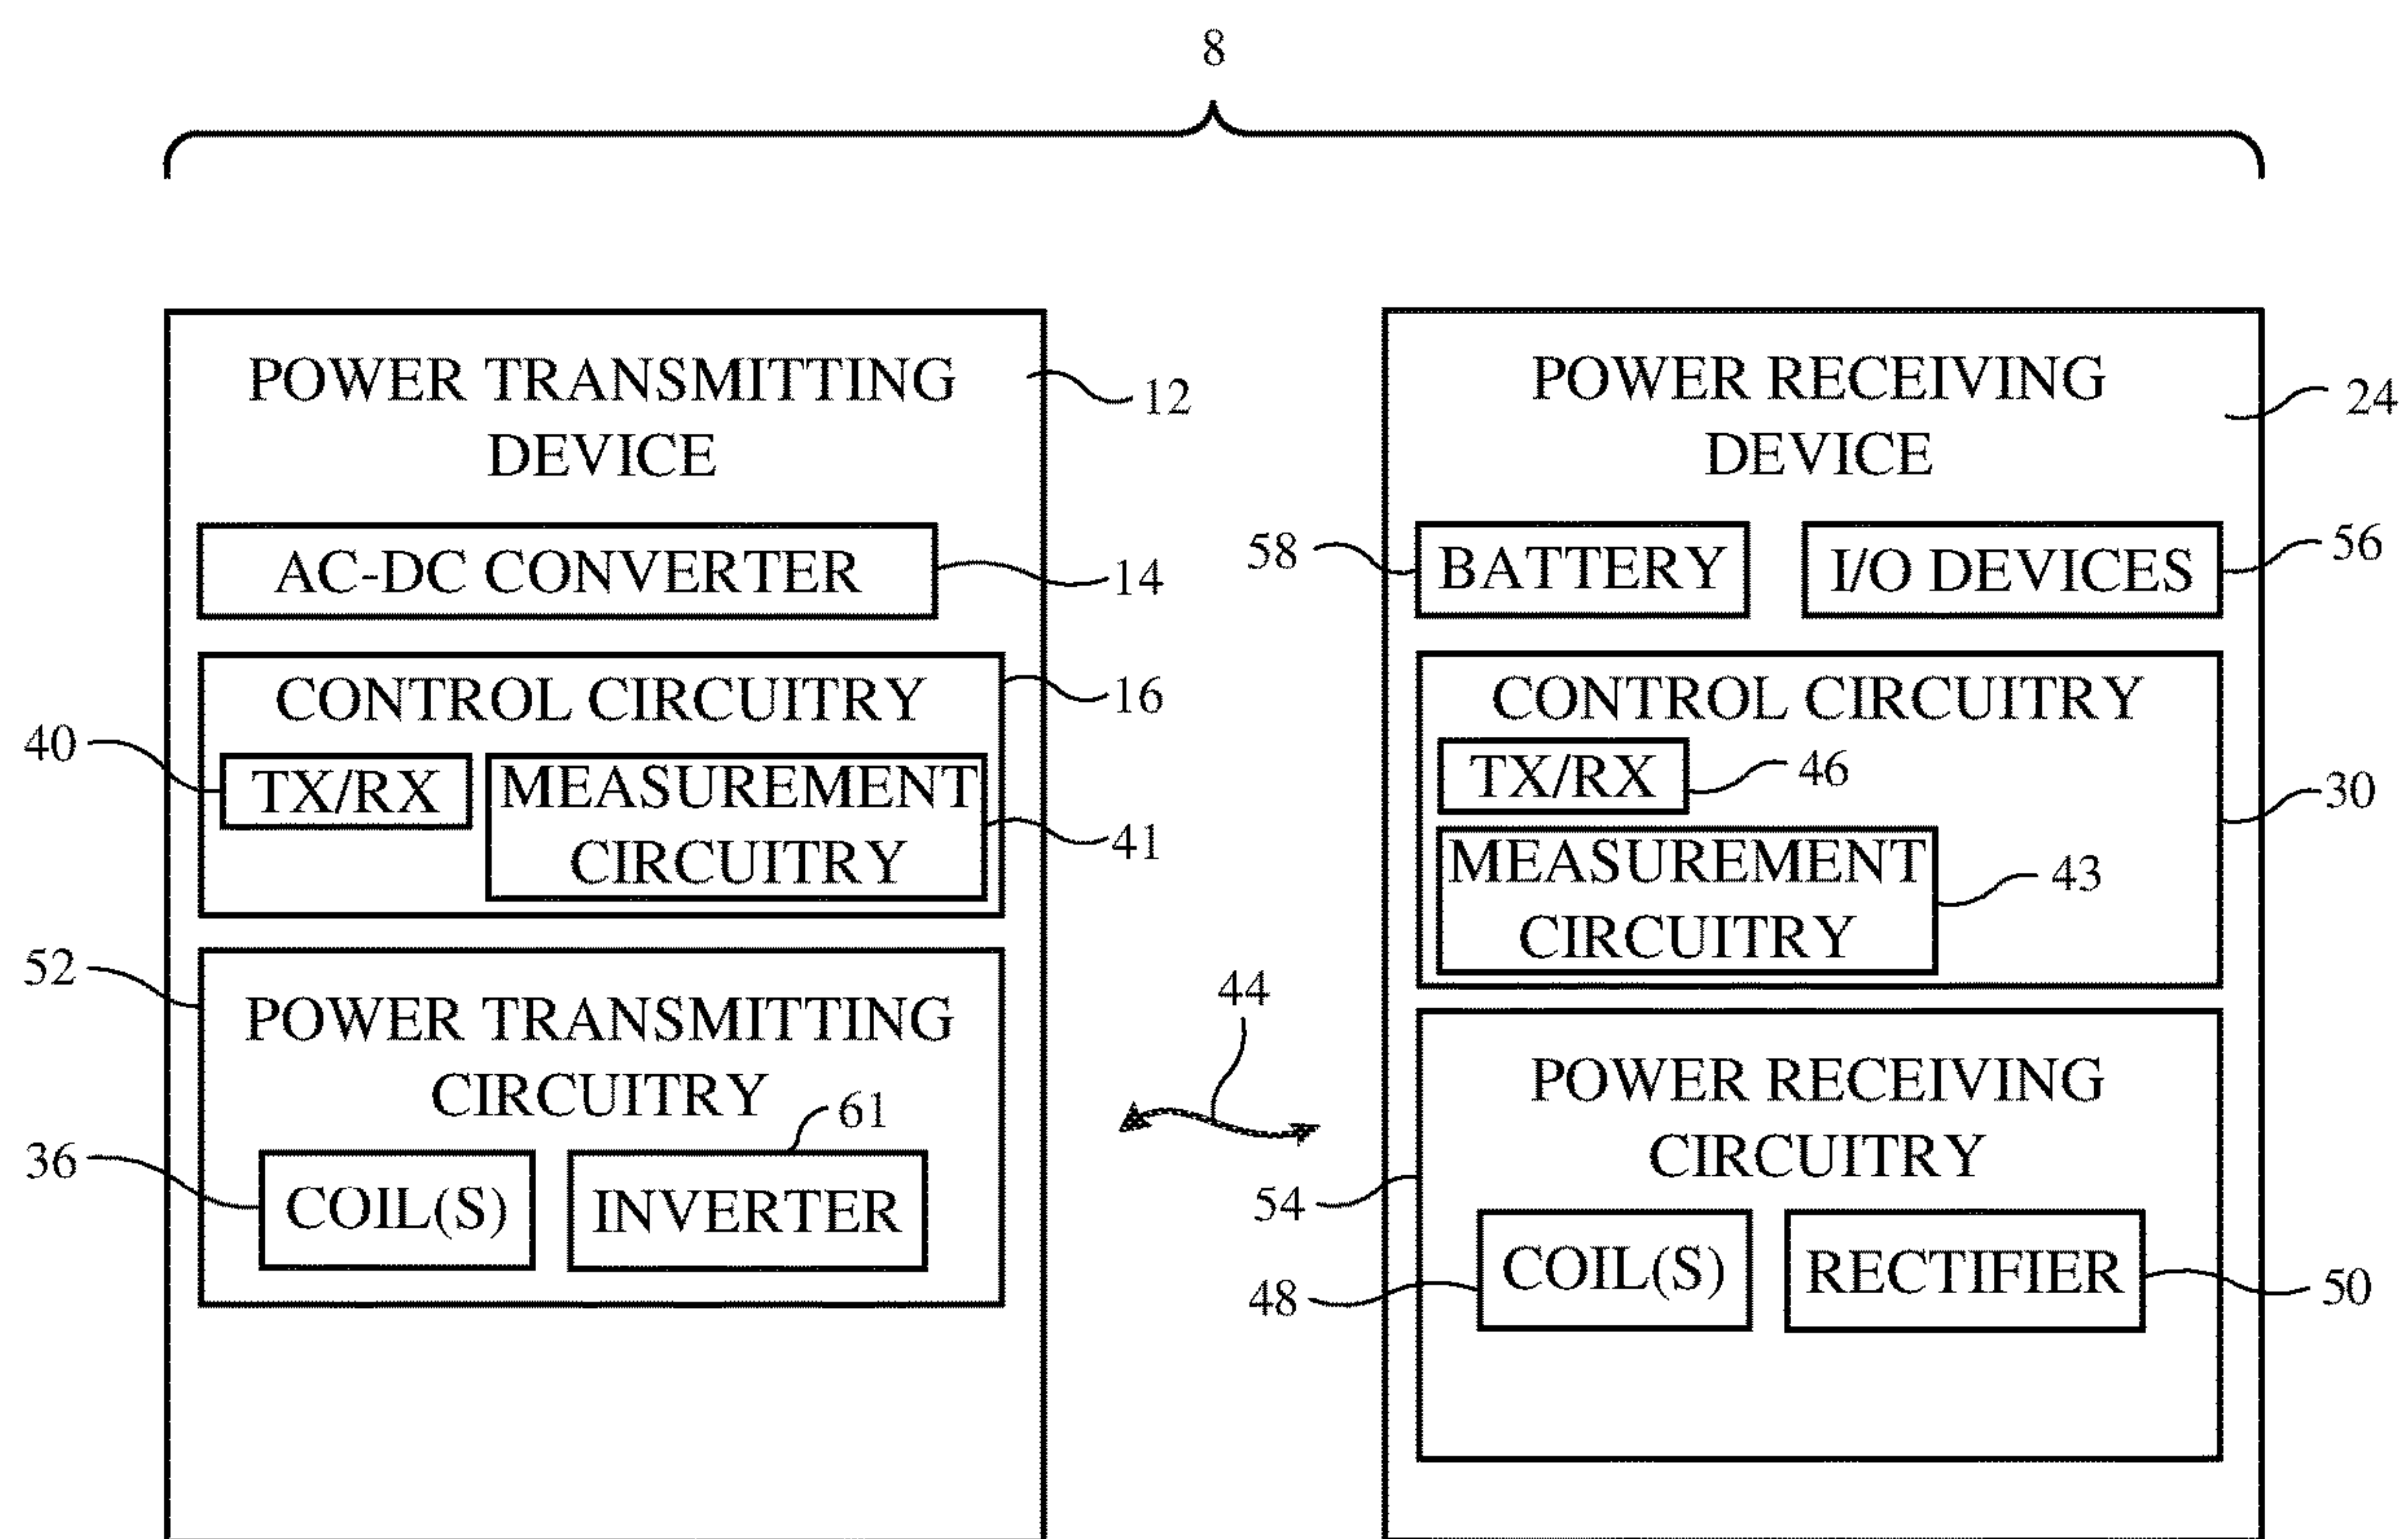 8
POWER TRANSMITTING
DEVICE
12
AC-DC CONVERTER
14
CONTROL CIRCUITRY
16
40
TX/RX
MEASUREMENT
CIRCUITRY
41
52
POWER TRANSMITTING
CIRCUITRY
61
36
COIL(S)
INVERTER
44
POWER RECEIVING
DEVICE
24
58
BATTERY
I/O DEVICES
56
CONTROL CIRCUITRY
TX/RX
46
30
MEASUREMENT
CIRCUITRY
43
POWER RECEIVING
CIRCUITRY
54
48
COIL(S)
RECTIFIER
50